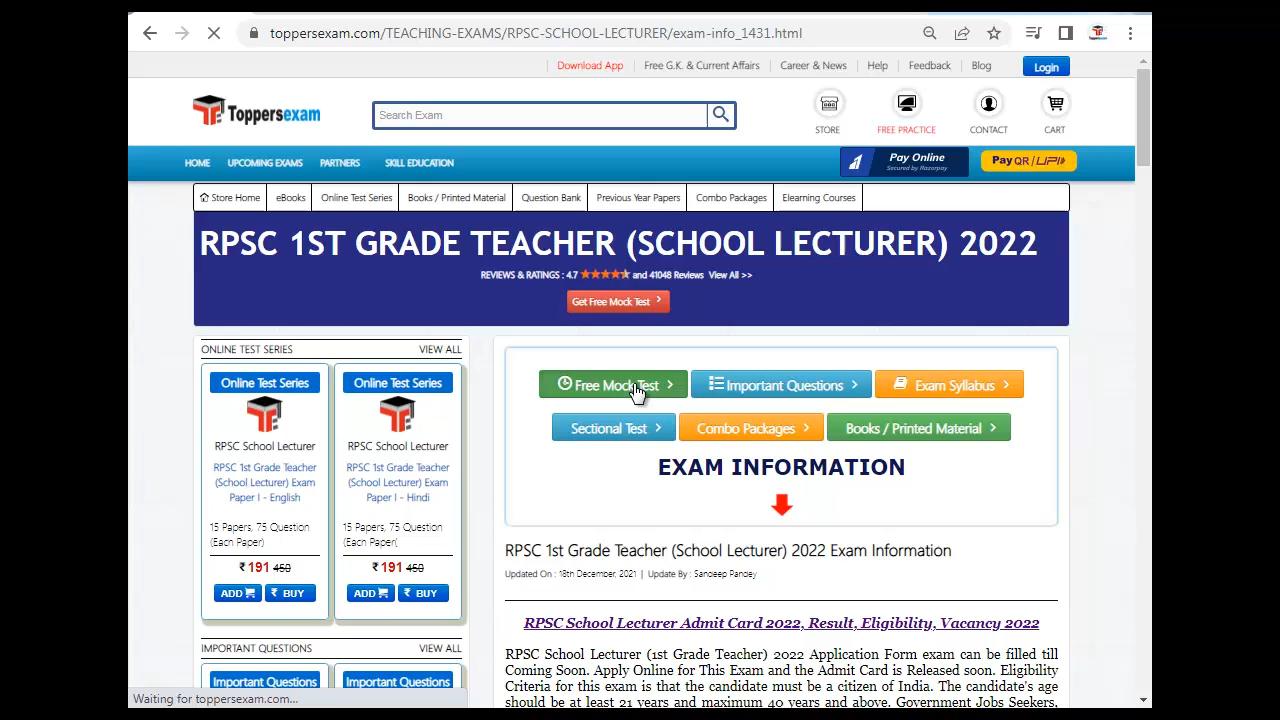 toppersexam.com/TEACHING-EXAMS/RPSC-SCHOOL-LECTURER/exam-info_1431.html
Download App Free G.K. & Current Affairs Career & News Help Feedback Blog Login
Toppersexam
Search Exam
STORE FREE PRACTICE CONTACT CART
HOME UPCOMING EXAMS PARTNERS SKILL EDUCATION
Pay Online
Secured by Razorpay
Pay QR / UPI
Store Home eBooks Online Test Series Books / Printed Material Question Bank Previous Year Papers Combo Packages Elearning Courses
RPSC 1ST GRADE TEACHER (SCHOOL LECTURER) 2022
REVIEWS & RATINGS : 4.7 and 41048 Reviews View All >>
Get Free Mock Test
ONLINE TEST SERIES VIEW ALL
Online Test Series
RPSC School Lecturer
RPSC 1st Grade Teacher
(School Lecturer) Exam
Paper I - English
15 Papers, 75 Question
(Each Paper)
₹ 191 450
ADD ₹ BUY
Online Test Series
RPSC School Lecturer
RPSC 1st Grade Teacher
(School Lecturer) Exam
Paper I - Hindi
15 Papers, 75 Question
(Each Paper(
₹ 191 450
ADD ₹ BUY
IMPORTANT QUESTIONS VIEW ALL
Important Questions Important Questions
Free Mock Test Important Questions Exam Syllabus
Sectional Test Combo Packages Books / Printed Material
EXAM INFORMATION
RPSC 1st Grade Teacher (School Lecturer) 2022 Exam Information
Updated On : 18th December, 2021 | Update By : Sandeep Pandey
RPSC School Lecturer Admit Card 2022, Result, Eligibility, Vacancy 2022
RPSC School Lecturer (1st Grade Teacher) 2022 Application Form exam can be filled till
Coming Soon. Apply Online for This Exam and the Admit Card is Released soon. Eligibility
Criteria for this exam is that the candidate must be a citizen of India. The candidate's age
should be at least 21 years and maximum 40 years and above. Government Jobs Seekers,
Waiting for toppersexam.com...